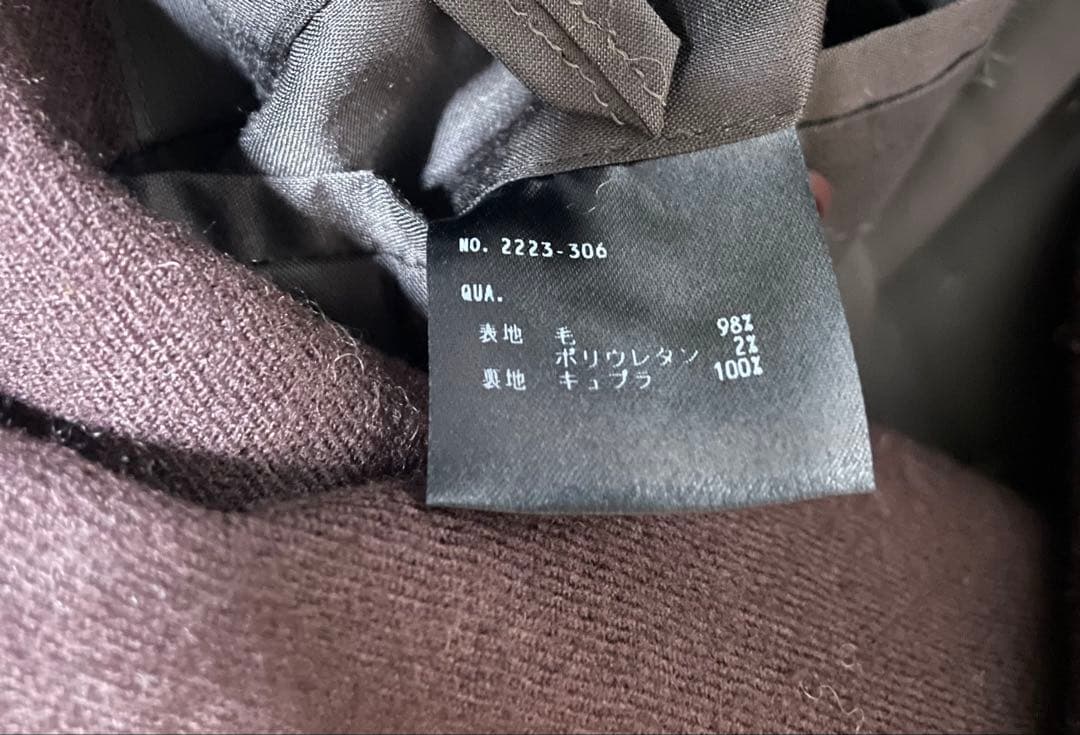 NO. 2223-306
QUA.
表地 毛 98%
ポリウレタン 2%
裏地 キュプラ 100%